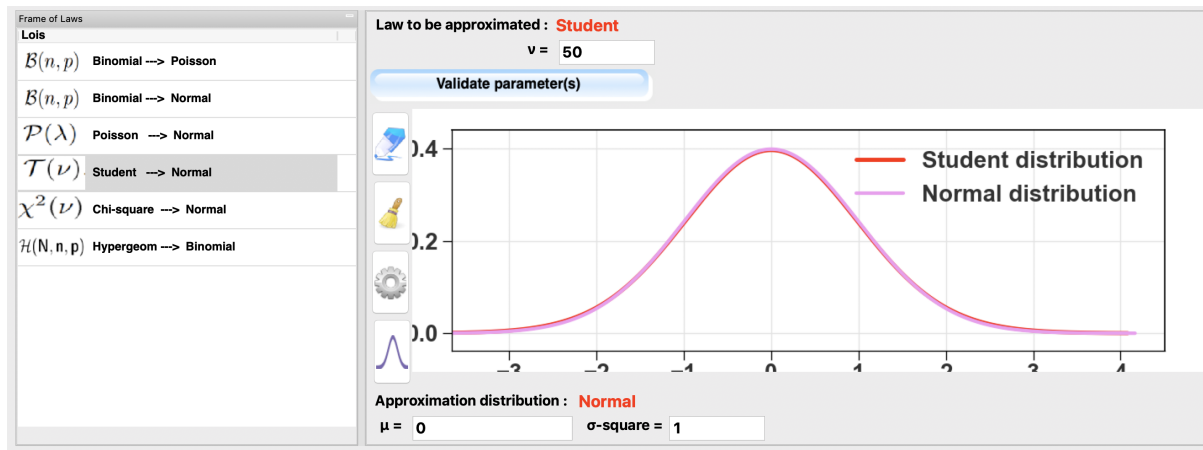 Frame of Laws
Lois
B(n, p) Binomial ---> Poisson
B(n, p) Binomial ---> Normal
P(λ) Poisson ---> Normal
T(ν) Student ---> Normal
χ²(ν) Chi-square ---> Normal
H(N, n, p) Hypergeom ---> Binomial
Law to be approximated : Student
ν = 50
Validate parameter(s)
0.4
0.2
0.0
Student distribution
Normal distribution
−3 −2 −1 0 1 2 3 4
Approximation distribution : Normal
μ = 0 σ-square = 1